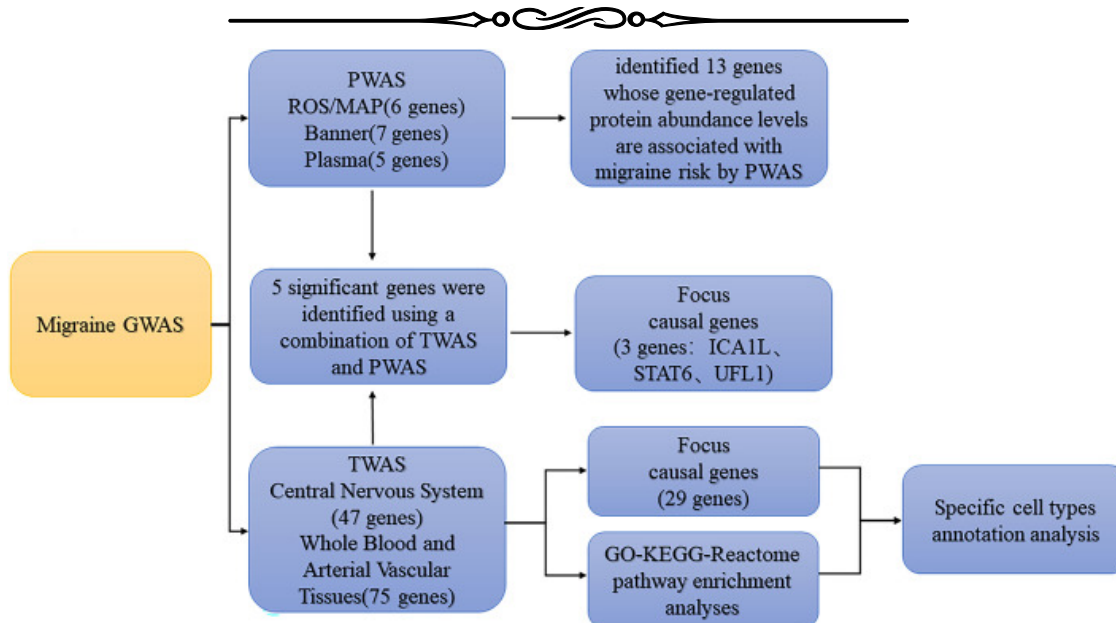 PWAS
ROS/MAP(6 genes)
Banner(7 genes)
Plasma(5 genes)
identified 13 genes
whose gene-regulated
protein abundance levels
are associated with
migraine risk by PWAS
Migraine GWAS
5 significant genes were
identified using a
combination of TWAS
and PWAS
Focus
causal genes
(3 genes：ICA1L、
STAT6、UFL1)
TWAS
Central Nervous System
(47 genes)
Whole Blood and
Arterial Vascular
Tissues(75 genes)
Focus
causal genes
(29 genes)
GO-KEGG-Reactome
pathway enrichment
analyses
Specific cell types
annotation analysis